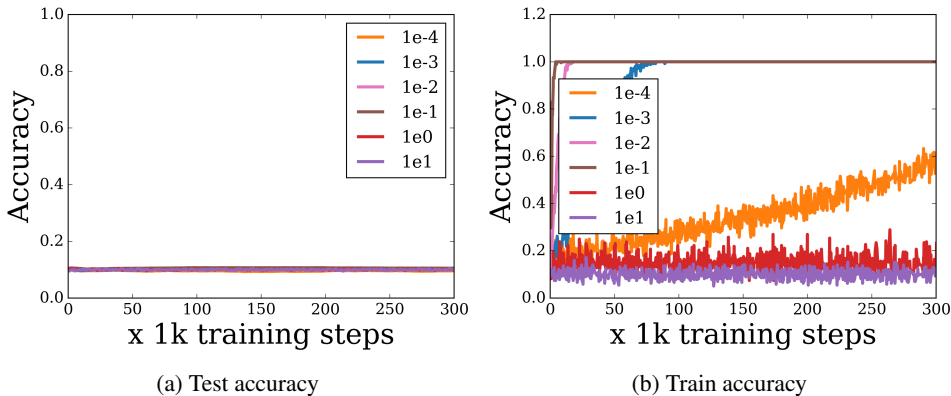 Accuracy
1.0
0.8
0.6
0.4
0.2
0.0
0 50 100 150 200 250 300
x 1k training steps
1e-4
1e-3
1e-2
1e-1
1e0
1e1
(a) Test accuracy
Accuracy
1.2
1.0
0.8
0.6
0.4
0.2
0.0
0 50 100 150 200 250 300
x 1k training steps
1e-4
1e-3
1e-2
1e-1
1e0
1e1
(b) Train accuracy